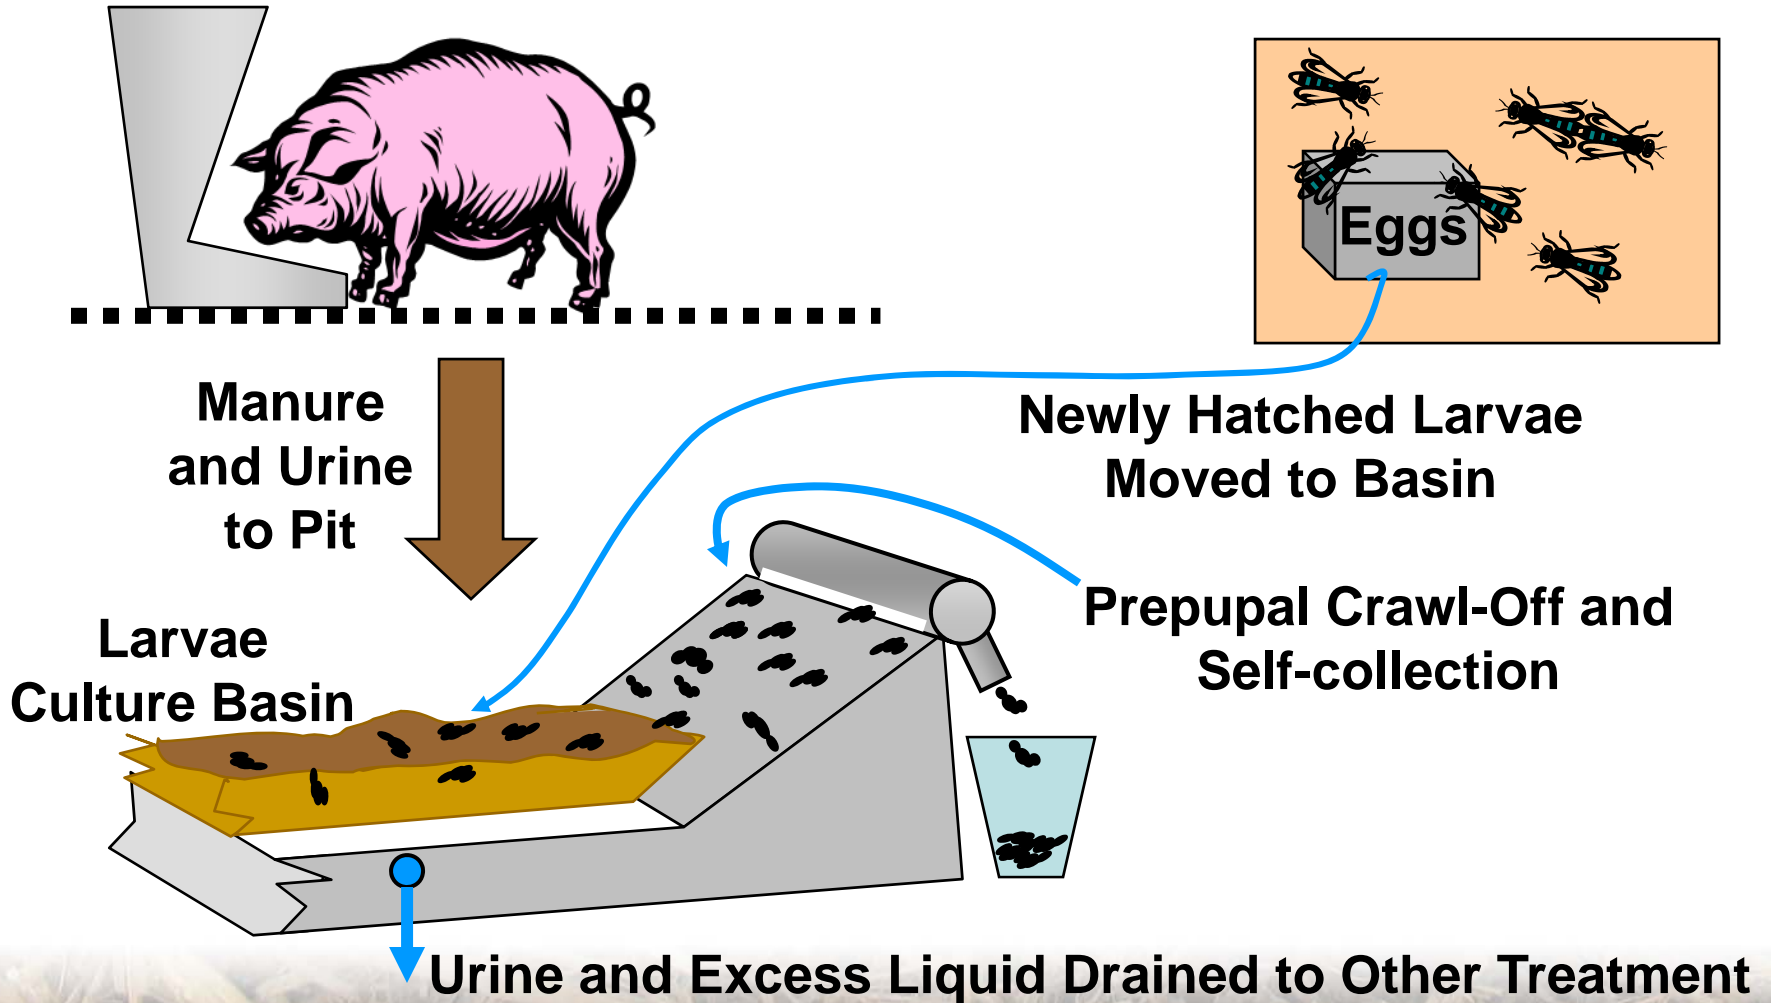 Eggs
Manure
and Urine
to Pit
Newly Hatched Larvae
Moved to Basin
Prepupal Crawl-Off and
Self-collection
Larvae
Culture Basin
Urine and Excess Liquid Drained to Other Treatment